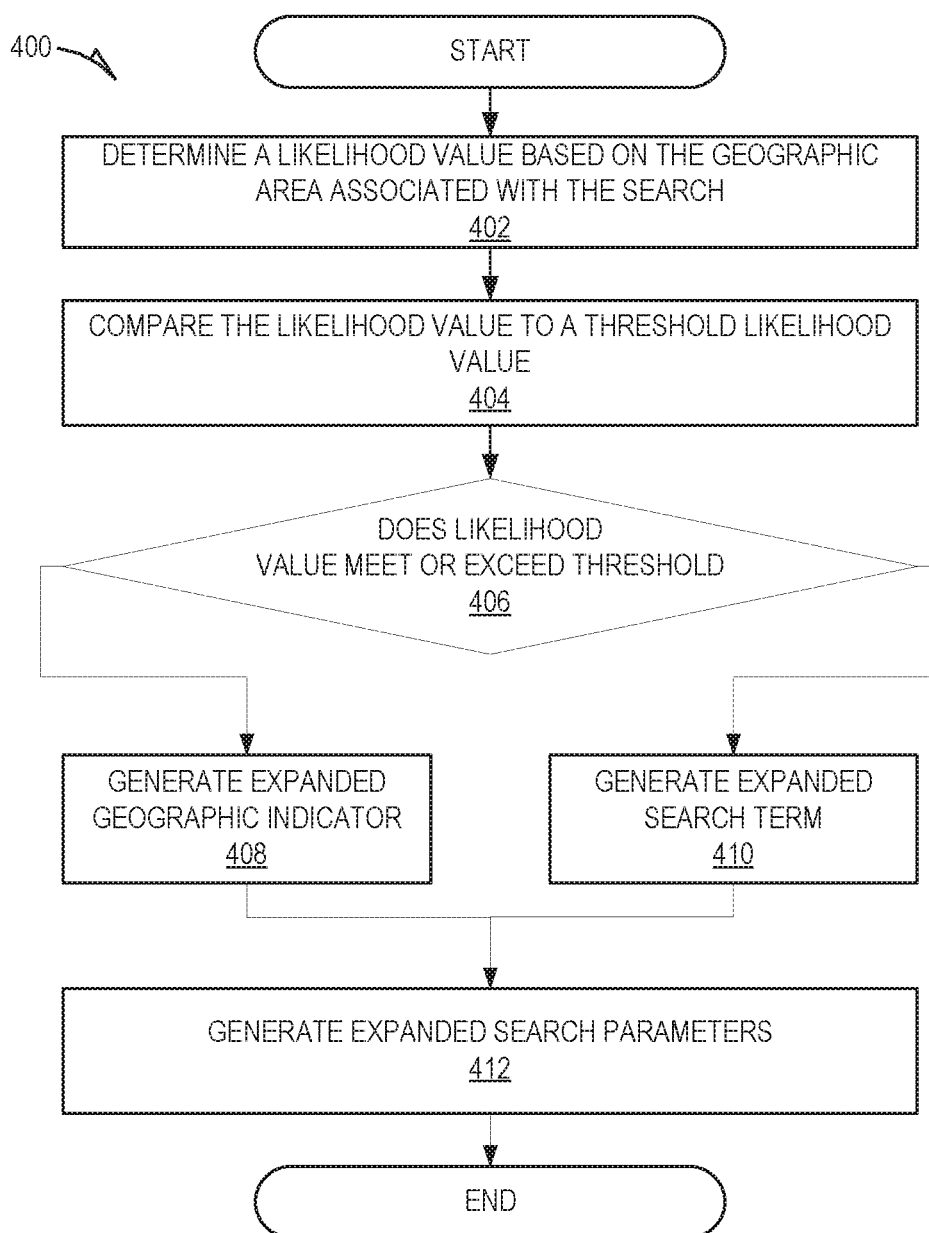 400
START
DETERMINE A LIKELIHOOD VALUE BASED ON THE GEOGRAPHIC
AREA ASSOCIATED WITH THE SEARCH
402
COMPARE THE LIKELIHOOD VALUE TO A THRESHOLD LIKELIHOOD
VALUE
404
DOES LIKELIHOOD
VALUE MEET OR EXCEED THRESHOLD
406
GENERATE EXPANDED
GEOGRAPHIC INDICATOR
408
GENERATE EXPANDED
SEARCH TERM
410
GENERATE EXPANDED SEARCH PARAMETERS
412
END